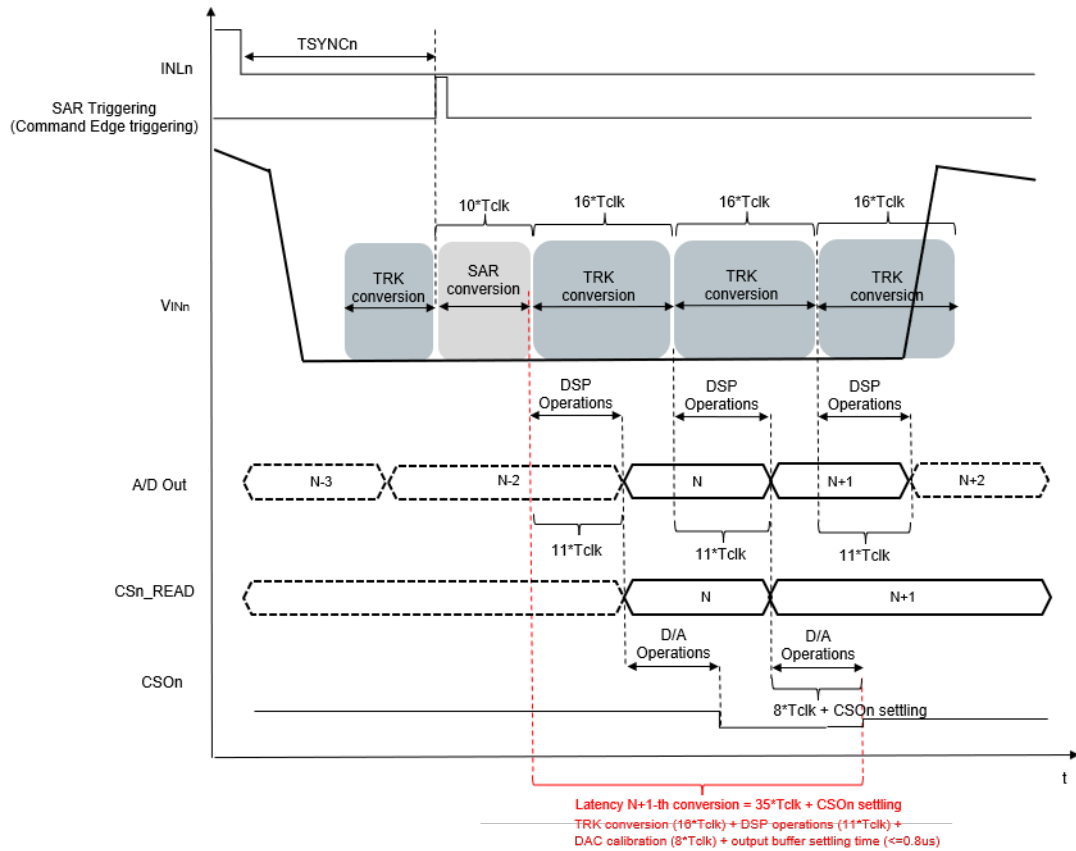 TSYNCn
INLn
SAR Triggering
(Command Edge triggering)
10*Tclk
16*Tclk
16*Tclk
16*Tclk
TRK
conversion
SAR
conversion
TRK
conversion
TRK
conversion
TRK
conversion
VINn
DSP
Operations
DSP
Operations
DSP
Operations
A/D Out
N-3
N-2
N
N+1
N+2
11*Tclk
11*Tclk
11*Tclk
CSn_READ
N
N+1
D/A
Operations
D/A
Operations
CSOn
8*Tclk + CSOn settling
t
Latency N+1-th conversion = 35*Tclk + CSOn settling
TRK conversion (16*Tclk) + DSP operations (11*Tclk) +
DAC calibration (8*Tclk) + output buffer settling time (<=0.8us)